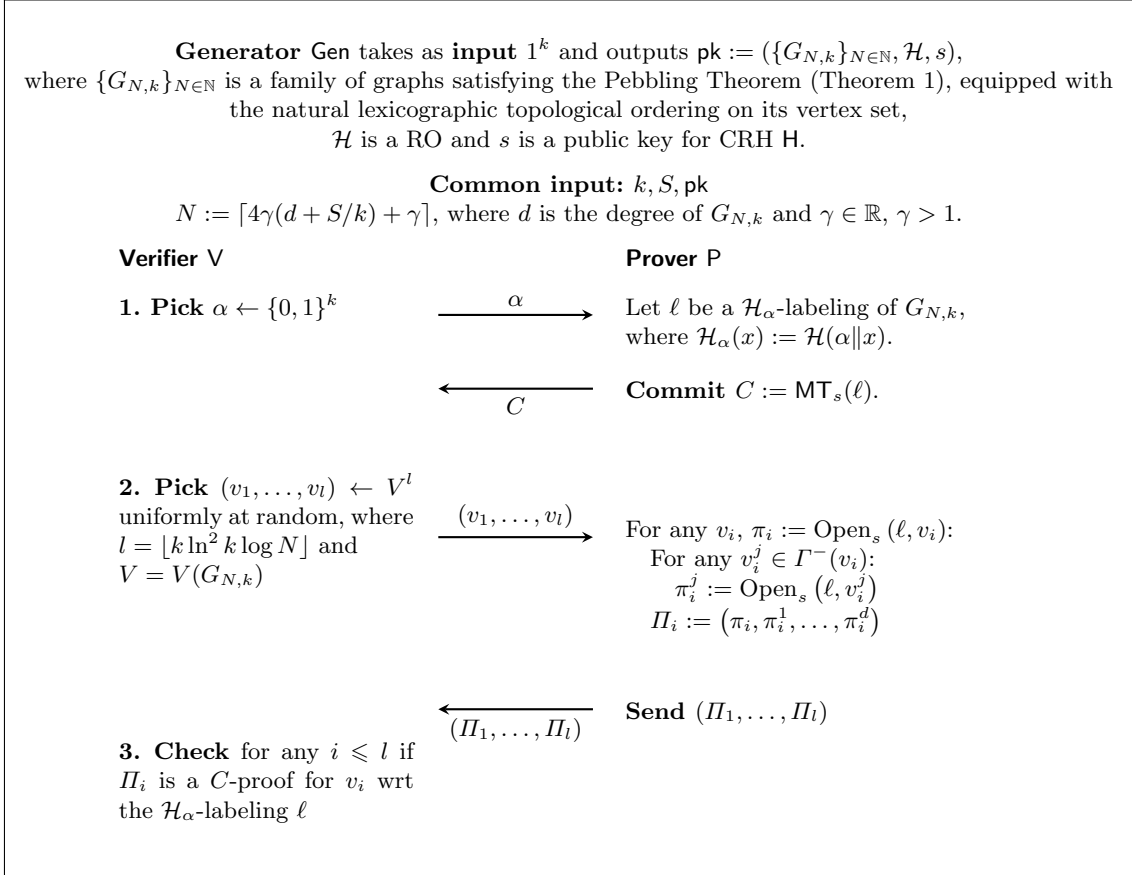 Generator Gen takes as input 1^k and outputs pk := ({G_{N,k}}_{N∈ℕ}, ℋ, s),
where {G_{N,k}}_{N∈ℕ} is a family of graphs satisfying the Pebbling Theorem (Theorem 1), equipped with
the natural lexicographic topological ordering on its vertex set,
ℋ is a RO and s is a public key for CRH H.
Common input: k, S, pk
N := ⌈4γ(d + S/k) + γ⌉, where d is the degree of G_{N,k} and γ ∈ ℝ, γ > 1.
Verifier V
Prover P
1. Pick α ← {0, 1}^k
α
Let ℓ be a ℋ_α-labeling of G_{N,k},
where ℋ_α(x) := ℋ(α‖x).
C
Commit C := MT_s(ℓ).
2. Pick (v_1, …, v_l) ← V^l
uniformly at random, where
l = ⌊k ln² k log N⌋ and
V = V(G_{N,k})
(v_1, …, v_l)
For any v_i, π_i := Open_s (ℓ, v_i):
For any v_i^j ∈ Γ^−(v_i):
π_i^j := Open_s (ℓ, v_i^j)
Π_i := (π_i, π_i^1, …, π_i^d)
(Π_1, …, Π_l)
Send (Π_1, …, Π_l)
3. Check for any i ⩽ l if
Π_i is a C-proof for v_i wrt
the ℋ_α-labeling ℓ